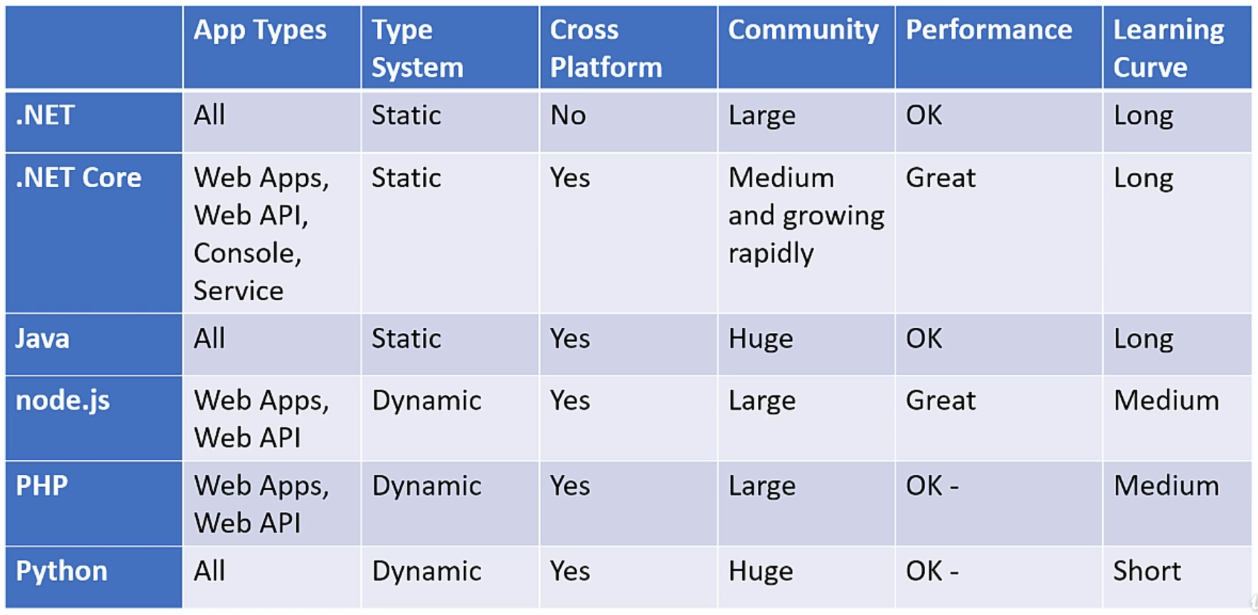 App Types Type System Cross Platform Community Performance Learning Curve
.NET All Static No Large OK Long
.NET Core Web Apps, Web API, Console, Service Static Yes Medium and growing rapidly Great Long
Java All Static Yes Huge OK Long
node.js Web Apps, Web API Dynamic Yes Large Great Medium
PHP Web Apps, Web API Dynamic Yes Large OK - Medium
Python All Dynamic Yes Huge OK - Short